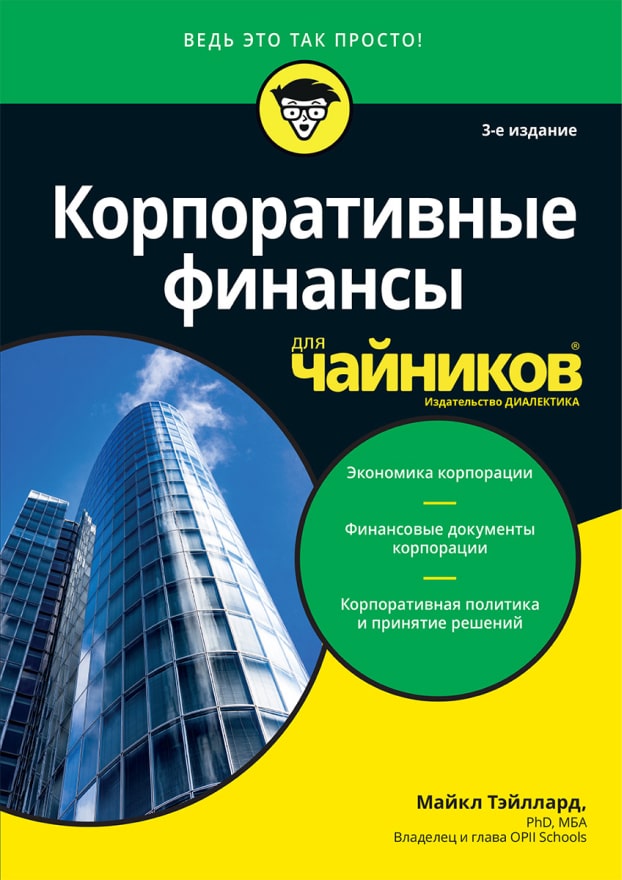 ВЕДЬ ЭТО ТАК ПРОСТО!
3-е издание
Корпоративные
финансы
для
чайников®
Издательство ДИАЛЕКТИКА
Экономика корпорации
Финансовые документы
корпорации
Корпоративная политика
и принятие решений
Майкл Тэйллард,
PhD, МБА
Владелец и глава OPII Schools